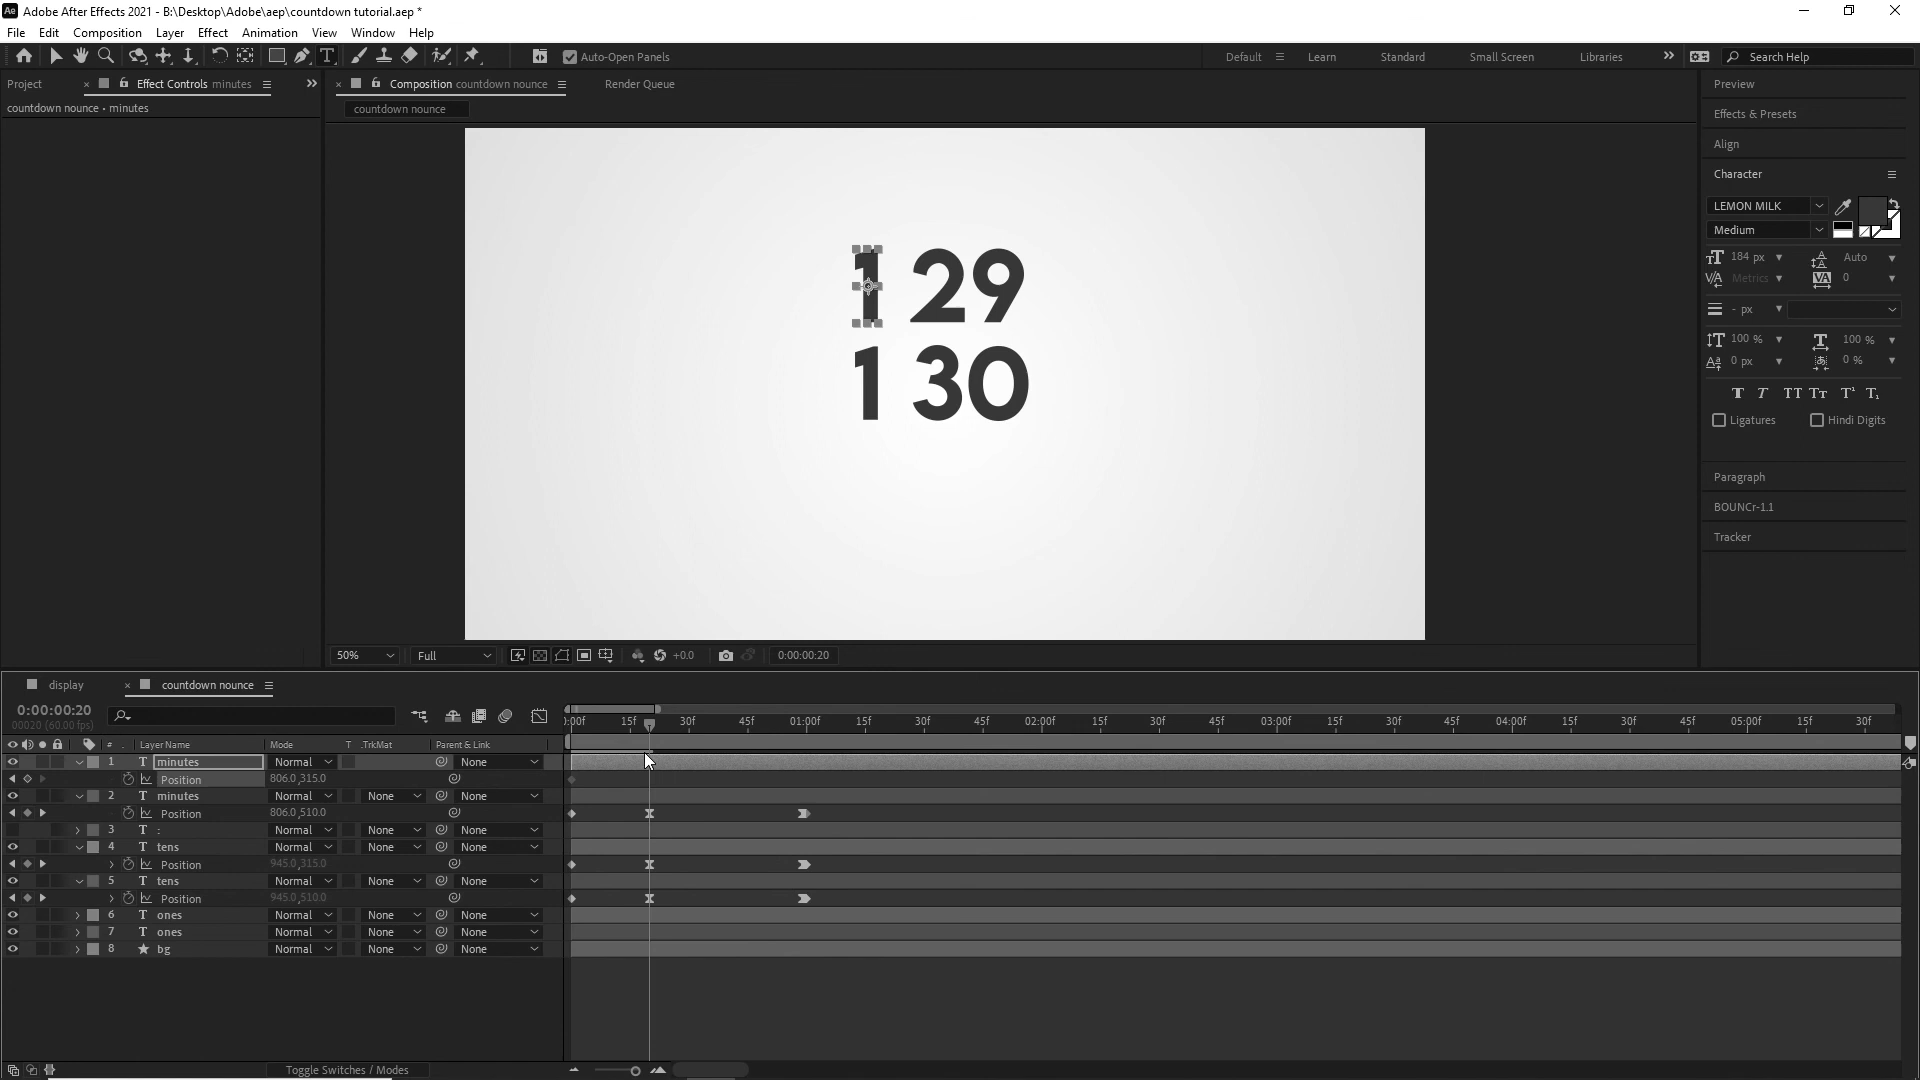 Ae Adobe After Effects 2021 - B:\Desktop\Adobe\aep\countdown tutorial.aep *
File Edit Composition Layer Effect Animation View Window Help
Auto-Open Panels Default Learn Standard Small Screen Libraries Search Help
Project Effect Controls minutes
countdown nounce • minutes
Composition countdown nounce Render Queue
countdown nounce
1 29
1 30
50% Full +0.0 0:00:00:20
Preview
Effects & Presets
Align
Character
LEMON MILK
Medium
184 px Auto
Metrics 0
- px
100 % 100 %
0 px 0 %
Ligatures Hindi Digits
Paragraph
BOUNCr-1.1
Tracker
display countdown nounce
0:00:00:20
00020 (60.00 fps)
:00f 15f 30f 45f 01:00f 15f 30f 45f 02:00f 15f 30f 45f 03:00f 15f 30f 45f 04:00f 15f 30f 45f 05:00f 15f 30f
# Layer Name Mode T .TrkMat Parent & Link
1 T minutes Normal None
Position 806.0,315.0
2 T minutes Normal None None
Position 806.0,510.0
3 T : Normal None None
4 T tens Normal None None
Position 945.0,315.0
5 T tens Normal None None
Position 945.0,510.0
6 T ones Normal None None
7 T ones Normal None None
8 bg Normal None None
Toggle Switches / Modes